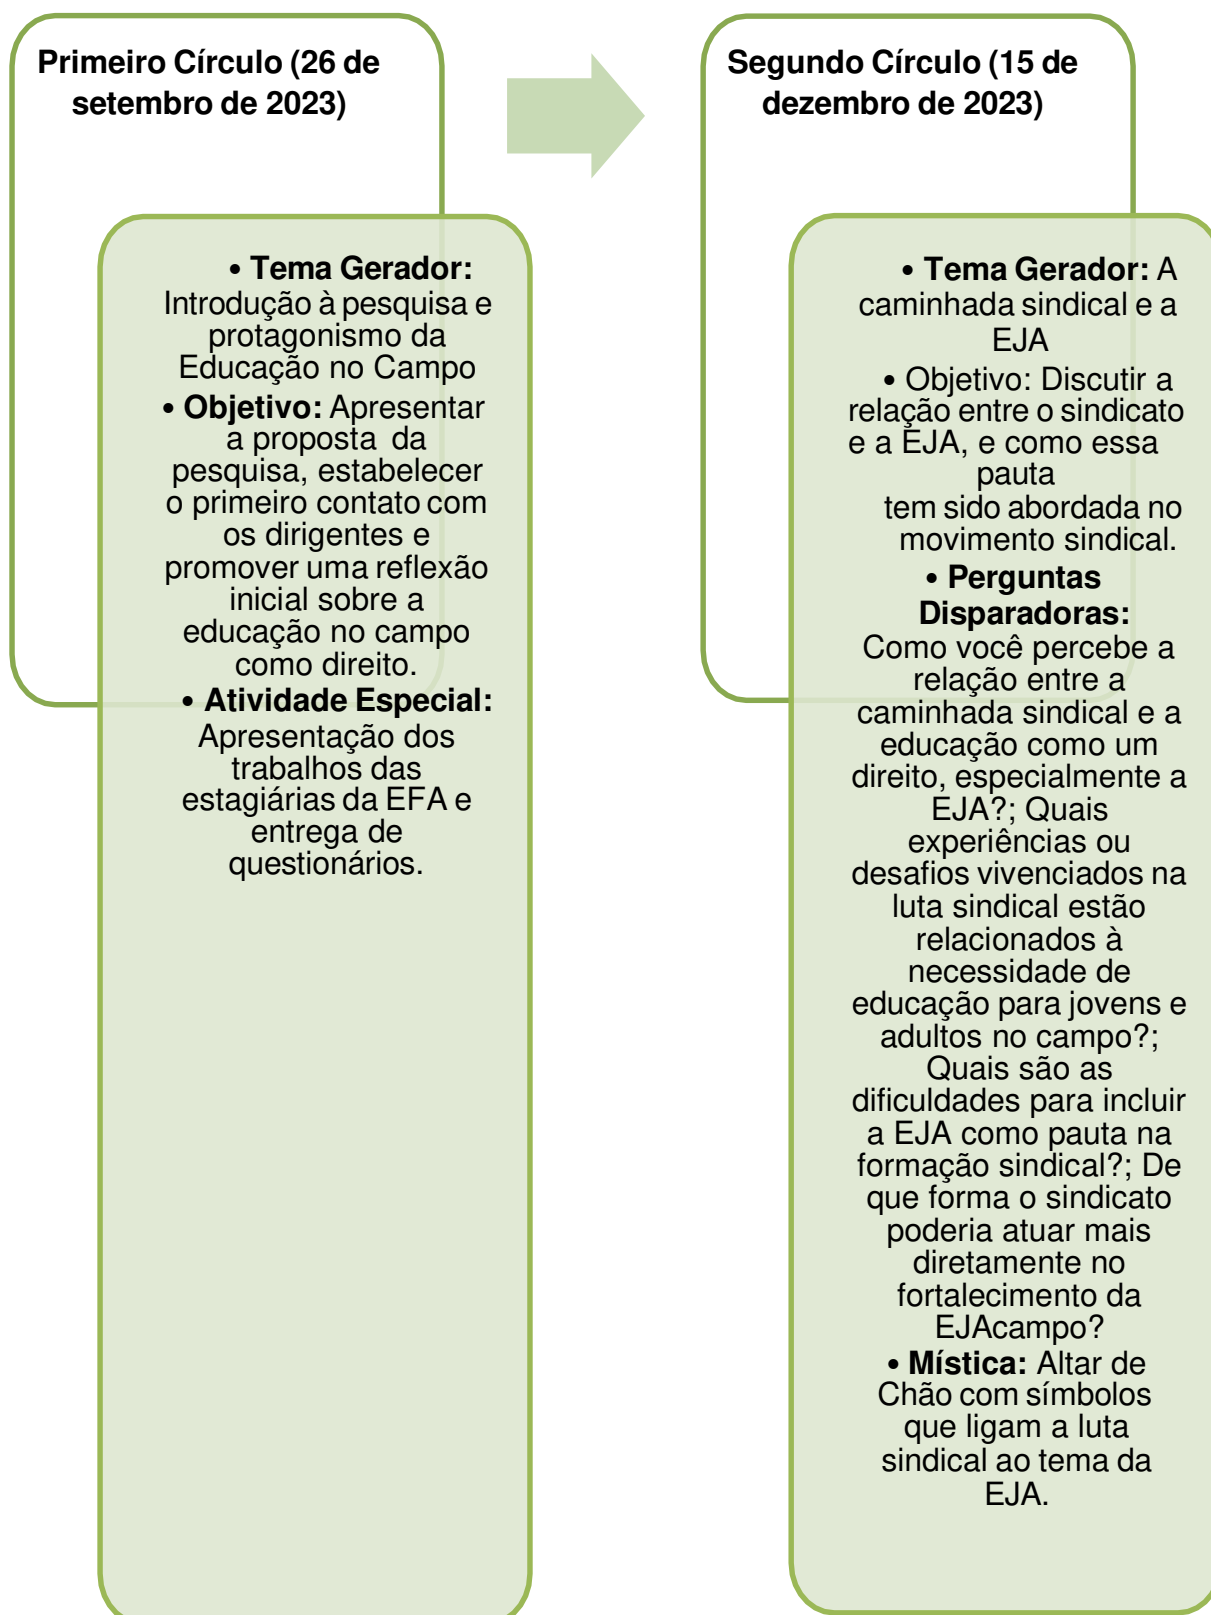 Primeiro Círculo (26 de
setembro de 2023)
• Tema Gerador:
Introdução à pesquisa e
protagonismo da
Educação no Campo
• Objetivo: Apresentar
a proposta da
pesquisa, estabelecer
o primeiro contato com
os dirigentes e
promover uma reflexão
inicial sobre a
educação no campo
como direito.
• Atividade Especial:
Apresentação dos
trabalhos das
estagiárias da EFA e
entrega de
questionários.
Segundo Círculo (15 de
dezembro de 2023)
• Tema Gerador: A
caminhada sindical e a
EJA
• Objetivo: Discutir a
relação entre o sindicato
e a EJA, e como essa
pauta
tem sido abordada no
movimento sindical.
• Perguntas
Disparadoras:
Como você percebe a
relação entre a
caminhada sindical e a
educação como um
direito, especialmente a
EJA?; Quais
experiências ou
desafios vivenciados na
luta sindical estão
relacionados à
necessidade de
educação para jovens e
adultos no campo?;
Quais são as
dificuldades para incluir
a EJA como pauta na
formação sindical?; De
que forma o sindicato
poderia atuar mais
diretamente no
fortalecimento da
EJAcampo?
• Mística: Altar de
Chão com símbolos
que ligam a luta
sindical ao tema da
EJA.